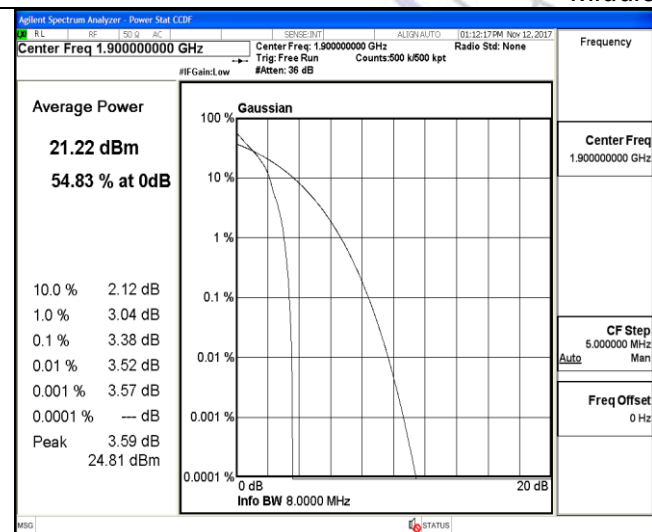 Agilent Spectrum Analyzer - Power Stat CCDF
RL RF 50 Ω AC SENSE:INT ALIGN AUTO 01:12:17 PM Nov 12, 2017
Center Freq 1.900000000 GHz
Center Freq: 1.900000000 GHz Radio Std: None
Trig: Free Run Counts:500 k/500 kpt
#IFGain:Low #Atten: 36 dB
Frequency
Average Power
21.22 dBm
54.83 % at 0dB
10.0 % 2.12 dB
1.0 % 3.04 dB
0.1 % 3.38 dB
0.01 % 3.52 dB
0.001 % 3.57 dB
0.0001 % --- dB
Peak 3.59 dB
24.81 dBm
Gaussian
100 %
10 %
1 %
0.1 %
0.01 %
0.001 %
0.0001 %
0 dB 20 dB
Info BW 8.0000 MHz
Center Freq
1.900000000 GHz
CF Step
5.000000 MHz
Auto Man
Freq Offset
0 Hz
MSG STATUS